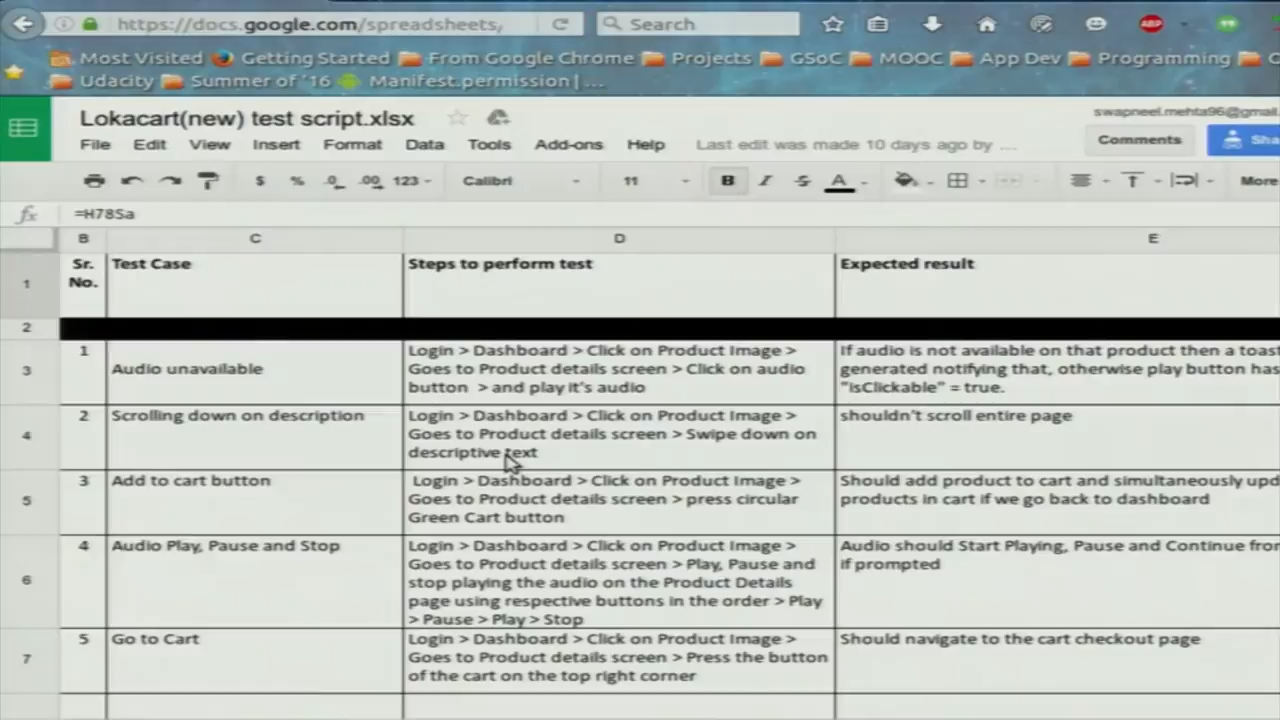 https://docs.google.com/spreadsheets/
Search
ABP
Most Visited Getting Started From Google Chrome Projects GSoC MOOC App Dev Programming
Udacity Summer of '16 Manifest.permission | ...
Lokacart(new) test script.xlsx
swapneel.mehta96@gmail.
File Edit View Insert Format Data Tools Add-ons Help Last edit was made 10 days ago by ...
Comments Sha
$ % .0 .00 123 Calibri 11 B I S A More
fx =H78Sa
B C D E
1 Sr. No. Test Case Steps to perform test Expected result
2
3 1 Audio unavailable
Login > Dashboard > Click on Product Image >
Goes to Product details screen > Click on audio
button > and play it's audio
If audio is not available on that product then a toast
generated notifying that, otherwise play button has
"isClickable" = true.
4 2 Scrolling down on description
Login > Dashboard > Click on Product Image >
Goes to Product details screen > Swipe down on
descriptive text
shouldn't scroll entire page
5 3 Add to cart button
Login > Dashboard > Click on Product Image >
Goes to Product details screen > press circular
Green Cart button
Should add product to cart and simultaneously upd
products in cart if we go back to dashboard
6 4 Audio Play, Pause and Stop
Login > Dashboard > Click on Product Image >
Goes to Product details screen > Play, Pause and
stop playing the audio on the Product Details
page using respective buttons in the order > Play
> Pause > Play > Stop
Audio should Start Playing, Pause and Continue from
if prompted
7 5 Go to Cart
Login > Dashboard > Click on Product Image >
Goes to Product details screen > Press the button
of the cart on the top right corner
Should navigate to the cart checkout page